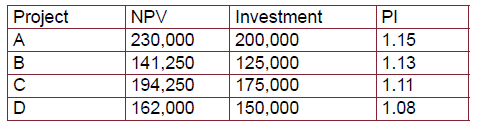 Project NPV Investment PI
A 230,000 200,000 1.15
B 141,250 125,000 1.13
C 194,250 175,000 1.11
D 162,000 150,000 1.08